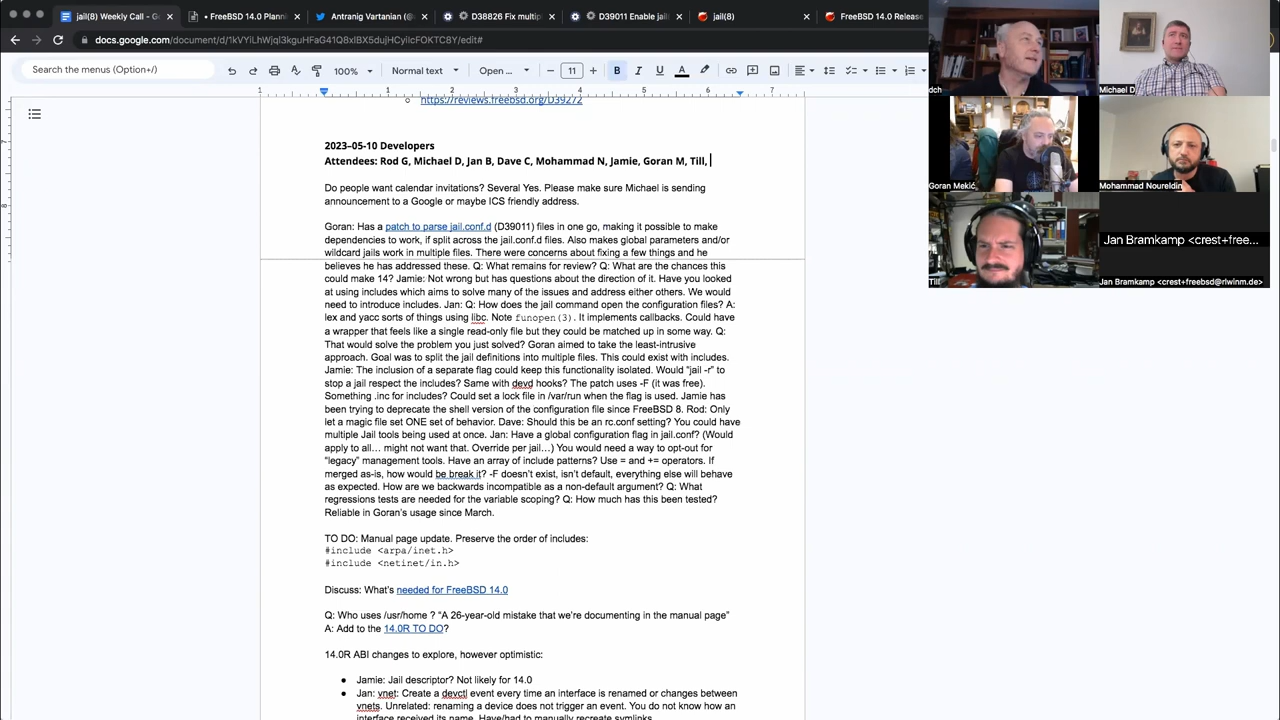 jail(8) Weekly Call - G
FreeBSD 14.0 Planni
Antranig Vartanian (
D38826 Fix multip
D39011 Enable jail
jail(8)
FreeBSD 14.0 Release
docs.google.com/document/d/1kVYiLhWjqI3kguHFaG41Q8xIBX5dujHCyiIcFOKTC8Y/edit#
Search the menus (Option+/)
100%
Normal text
Open ...
11
https://reviews.freebsd.org/D39272
2023-05-10 Developers
Attendees: Rod G, Michael D, Jan B, Dave C, Mohammad N, Jamie, Goran M, Till,
Do people want calendar invitations? Several Yes. Please make sure Michael is sending
announcement to a Google or maybe ICS friendly address.
Goran: Has a patch to parse jail.conf.d (D39011) files in one go, making it possible to make
dependencies to work, if split across the jail.conf.d files. Also makes global parameters and/or
wildcard jails work in multiple files. There were concerns about fixing a few things and he
believes he has addressed these. Q: What remains for review? Q: What are the chances this
could make 14? Jamie: Not wrong but has questions about the direction of it. Have you looked
at using includes which aims to solve many of the issues and address either others. We would
need to introduce includes. Jan: Q: How does the jail command open the configuration files? A:
lex and yacc sorts of things using libc. Note funopen(3). It implements callbacks. Could have
a wrapper that feels like a single read-only file but they could be matched up in some way. Q:
That would solve the problem you just solved? Goran aimed to take the least-intrusive
approach. Goal was to split the jail definitions into multiple files. This could exist with includes.
Jamie: The inclusion of a separate flag could keep this functionality isolated. Would "jail -r" to
stop a jail respect the includes? Same with devd hooks? The patch uses -F (it was free).
Something .inc for includes? Could set a lock file in /var/run when the flag is used. Jamie has
been trying to deprecate the shell version of the configuration file since FreeBSD 8. Rod: Only
let a magic file set ONE set of behavior. Dave: Should this be an rc.conf setting? You could have
multiple Jail tools being used at once. Jan: Have a global configuration flag in jail.conf? (Would
apply to all... might not want that. Override per jail...) You would need a way to opt-out for
"legacy" management tools. Have an array of include patterns? Use = and += operators. If
merged as-is, how would be break it? -F doesn't exist, isn't default, everything else will behave
as expected. How are we backwards incompatible as a non-default argument? Q: What
regressions tests are needed for the variable scoping? Q: How much has this been tested?
Reliable in Goran's usage since March.
TO DO: Manual page update. Preserve the order of includes:
#include <arpa/inet.h>
#include <netinet/in.h>
Discuss: What's needed for FreeBSD 14.0
Q: Who uses /usr/home ? "A 26-year-old mistake that we're documenting in the manual page"
A: Add to the 14.0R TO DO?
14.0R ABI changes to explore, however optimistic:
● Jamie: Jail descriptor? Not likely for 14.0
● Jan: vnet: Create a devctl event every time an interface is renamed or changes between
vnets. Unrelated: renaming a device does not trigger an event. You do not know how an
interface received its name. Have/had to manually recreate symlinks.
dch
Michael D
Goran Mekić
Mohammad Noureldin
Till
Jan Bramkamp <crest+free...
Jan Bramkamp <crest+freebsd@rlwinm.de>